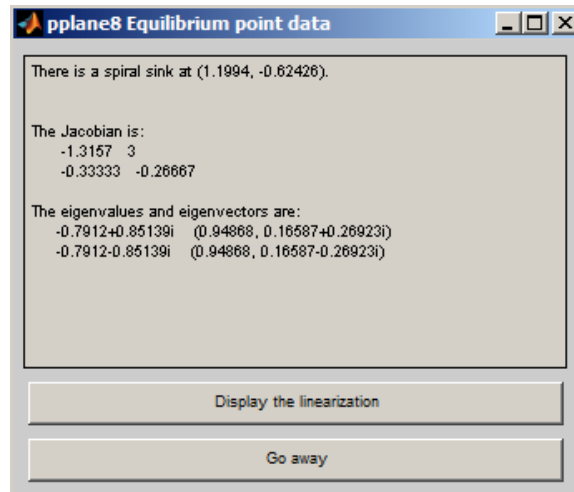 pplane8 Equilibrium point data
There is a spiral sink at (1.1994, -0.62426).
The Jacobian is:
-1.3157 3
-0.33333 -0.26667
The eigenvalues and eigenvectors are:
-0.7912+0.85139i (0.94868, 0.16587+0.26923i)
-0.7912-0.85139i (0.94868, 0.16587-0.26923i)
Display the linearization
Go away